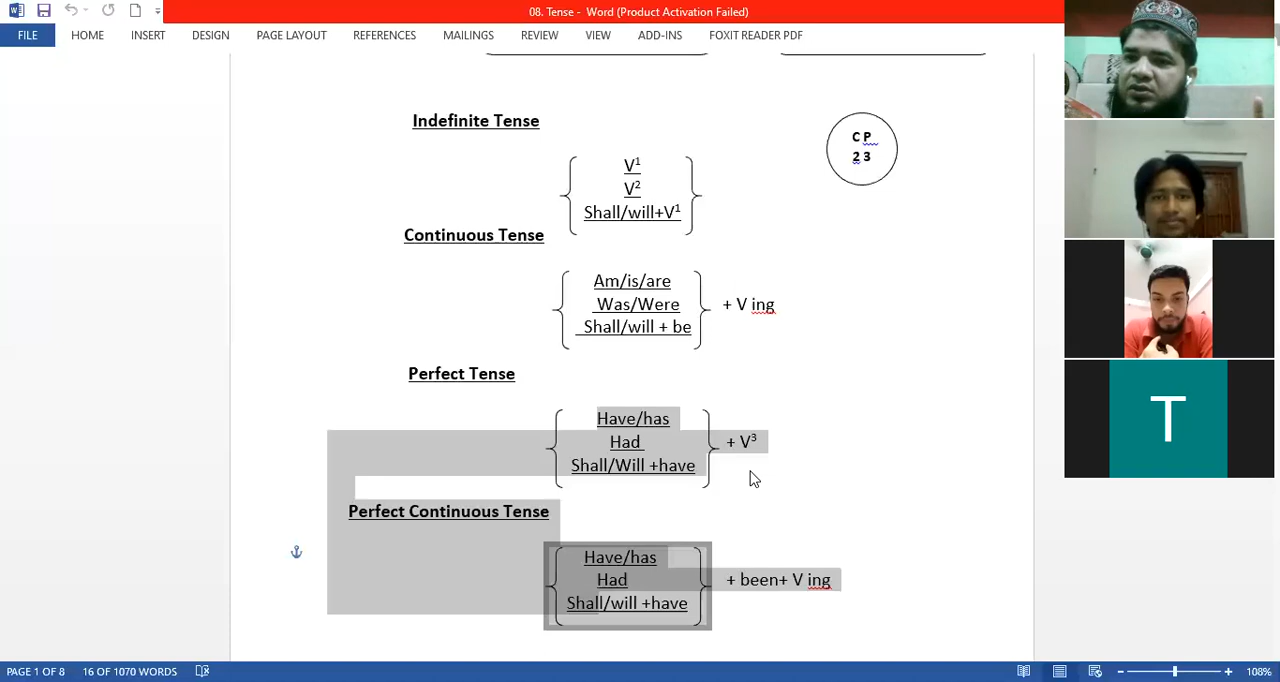 08. Tense - Word (Product Activation Failed)
FILE HOME INSERT DESIGN PAGE LAYOUT REFERENCES MAILINGS REVIEW VIEW ADD-INS FOXIT READER PDF
Indefinite Tense
C P
2 3
V¹
V²
Shall/will+V¹
Continuous Tense
Am/is/are
Was/Were
+ V ing
Shall/will + be
Perfect Tense
Have/has
Had
+ V³
Shall/Will +have
Perfect Continuous Tense
Have/has
Had
+ been+ V ing
Shall/will +have
T
PAGE 1 OF 8 16 OF 1070 WORDS
108%